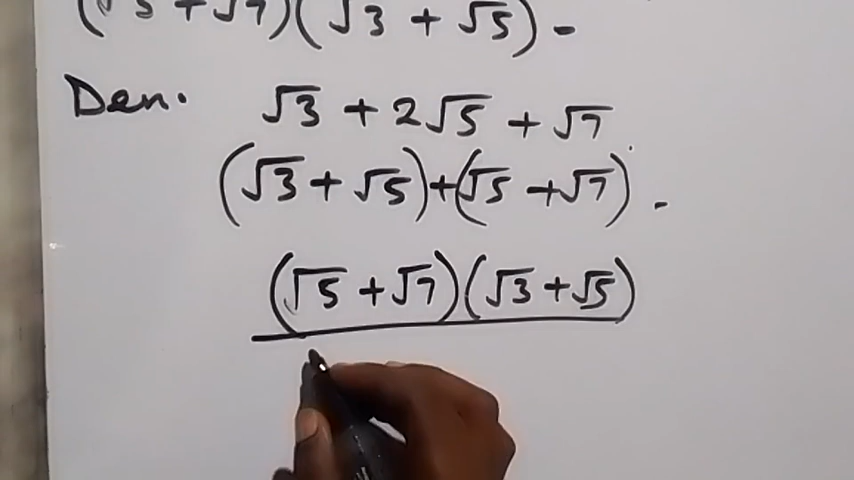 (√5 + √7)(√3 + √5) -
Den. √3 + 2√5 + √7
(√3 + √5) + (√5 + √7) .
(√5 + √7)(√3 + √5)